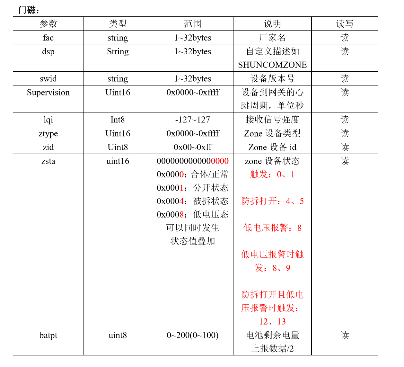 门磁：
参数 类型 范围 说明 读写
fac string 1~32bytes 厂家名 读
dsp String 1~32bytes 自定义描述如 读
SHUNCOMZONE
swid string 1~32bytes 设备版本号 读
Supervision Uint16 0x0000~0xffff 设备到网关的心 读
跳周期，单位秒
lqi Int8 -127~127 接收信号强度 读
ztype Uint16 0x0000~0xffff Zone 设备类型 读
zid Uint8 0x00~0xff Zone 设备 id 读
zsta uint16 0000000000000000 zone 设备状态 读
0x0000: 合体/正常 触发：0、1
0x0001：公开状态
0x0004：被拆状态 防拆打开：4、5
0x0008：低电压态
可以同时发生 低电压报警：8
状态值叠加
低电压报警时触
发：8、9
防拆打开且低电
压报警时触发：
12、13
batpt uint8 0~200(0~100) 电池剩余电量 读
上报数据/2